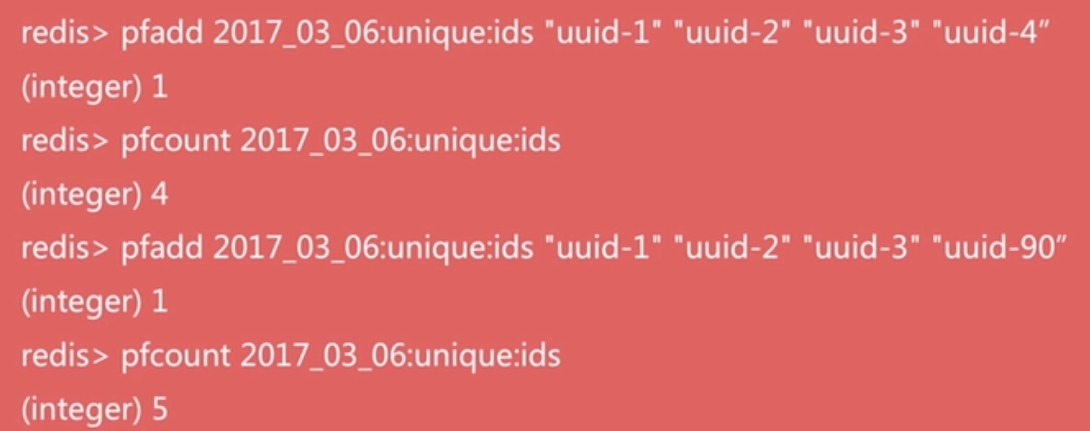 redis> pfadd 2017_03_06:unique:ids "uuid-1" "uuid-2" "uuid-3" "uuid-4”
(integer) 1
redis> pfcount 2017_03_06:unique:ids
(integer) 4
redis> pfadd 2017_03_06:unique:ids "uuid-1" "uuid-2" "uuid-3" "uuid-90”
(integer) 1
redis> pfcount 2017_03_06:unique:ids
(integer) 5